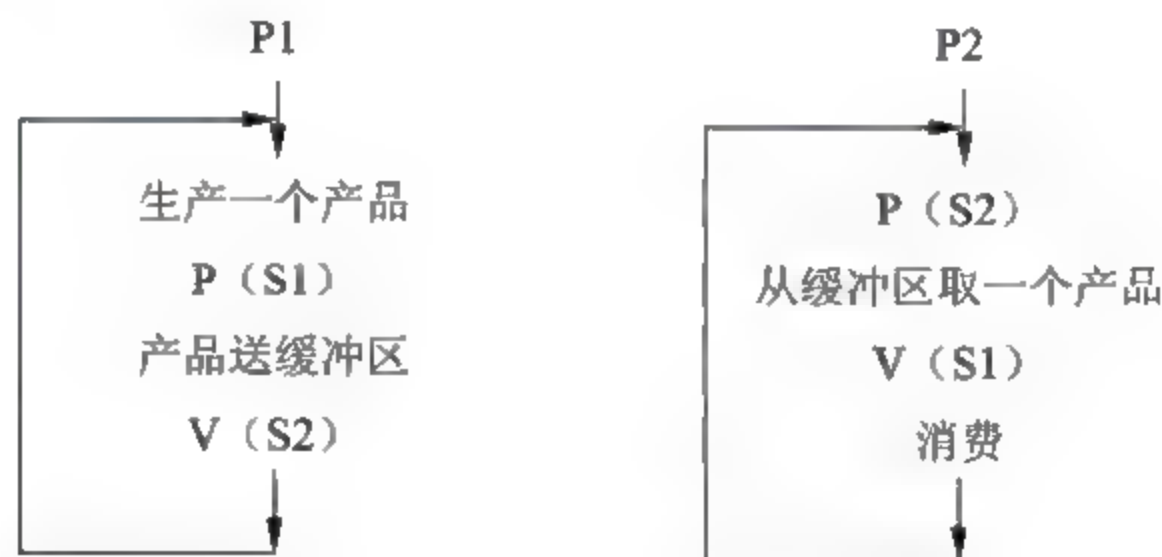 P1
生产一个产品
P（S1）
产品送缓冲区
V（S2）
P2
P（S2）
从缓冲区取一个产品
V（S1）
消费